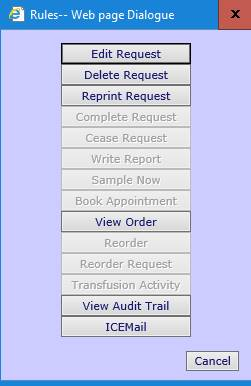 Rules-- Web page Dialogue
x
Edit Request
Delete Request
Reprint Request
Complete Request
Cease Request
Write Report
Sample Now
Book Appointment
View Order
Reorder
Reorder Request
Transfusion Activity
View Audit Trail
ICEMail
Cancel